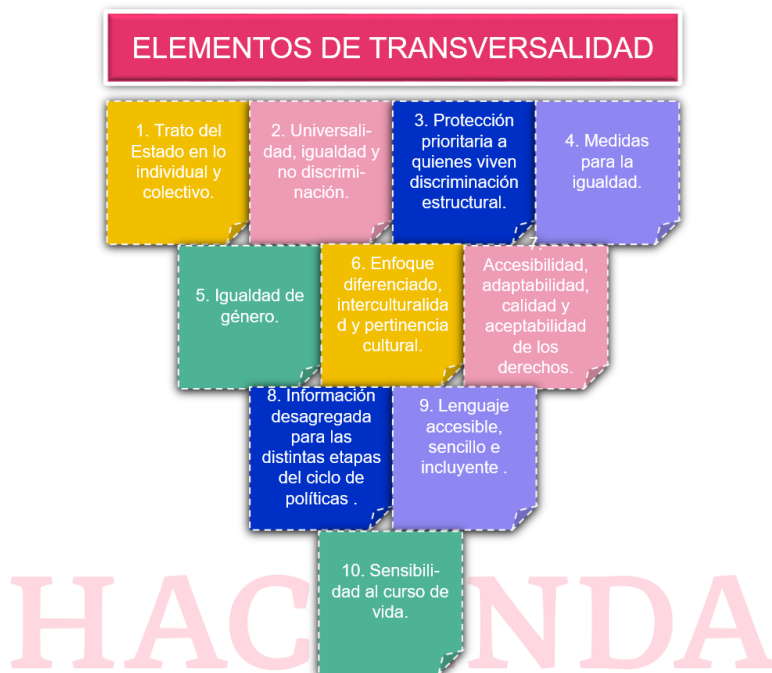 ELEMENTOS DE TRANSVERSALIDAD
1. Trato del
Estado en lo
individual y
colectivo.
2. Universali-
dad, igualdad y
no discrimi-
nación.
3. Protección
prioritaria a
quienes viven
discriminación
estructural.
4. Medidas
para la
igualdad.
5. Igualdad de
género.
6. Enfoque
diferenciado,
interculturalida
d y pertinencia
cultural.
7.
Accesibilidad,
adaptabilidad,
calidad y
aceptabilidad
de los
derechos.
8. Información
desagregada
para las
distintas etapas
del ciclo de
políticas .
9. Lenguaje
accesible,
sencillo e
incluyente .
10. Sensibili-
dad al curso de
vida.
HAC NDA